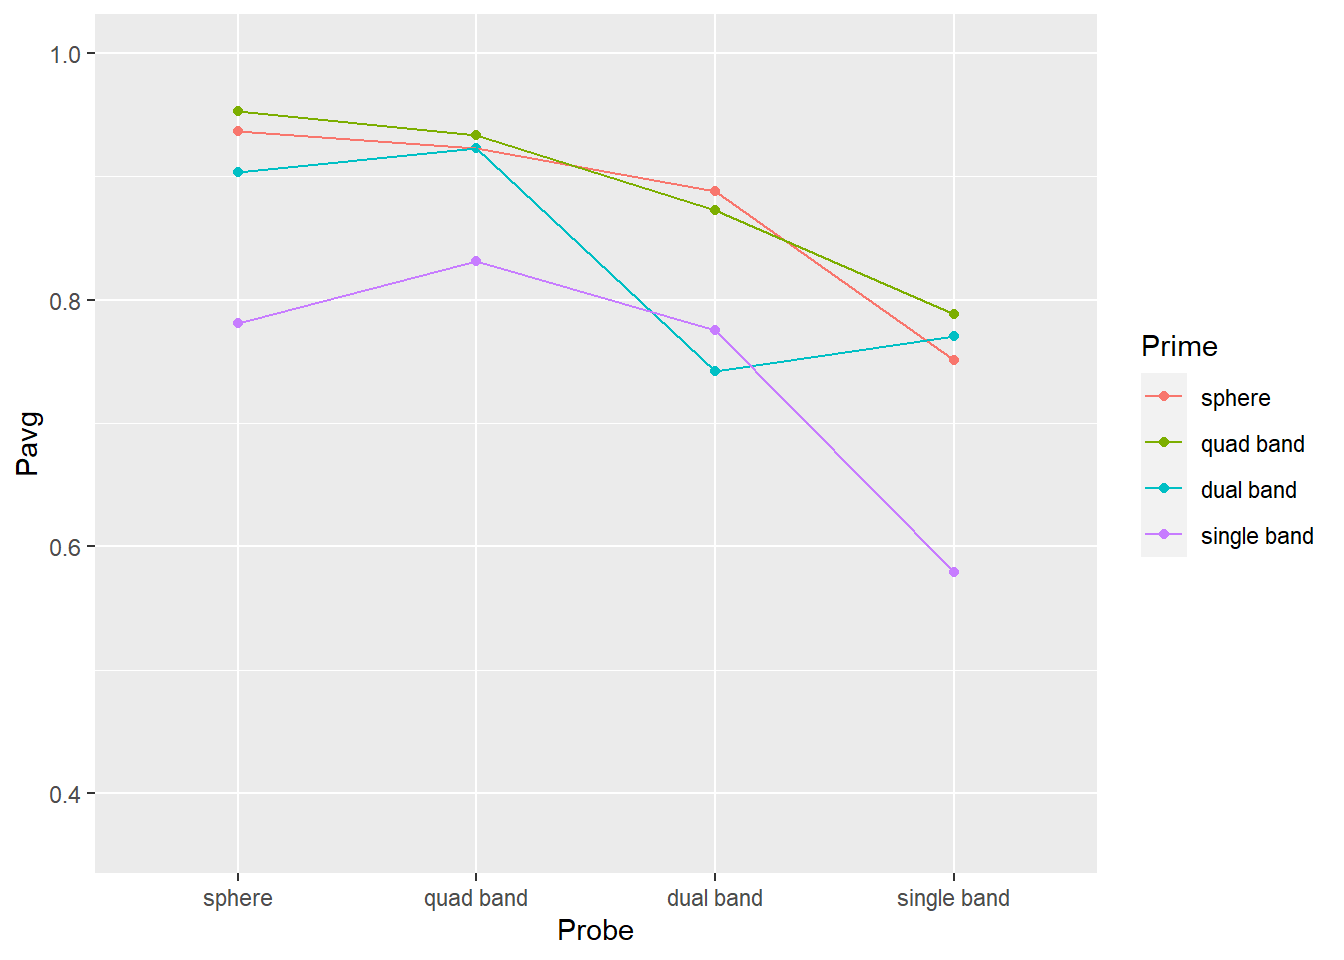 1.0
0.8
0.6
0.4
Pavg
sphere quad band dual band single band
Probe
Prime
sphere
quad band
dual band
single band